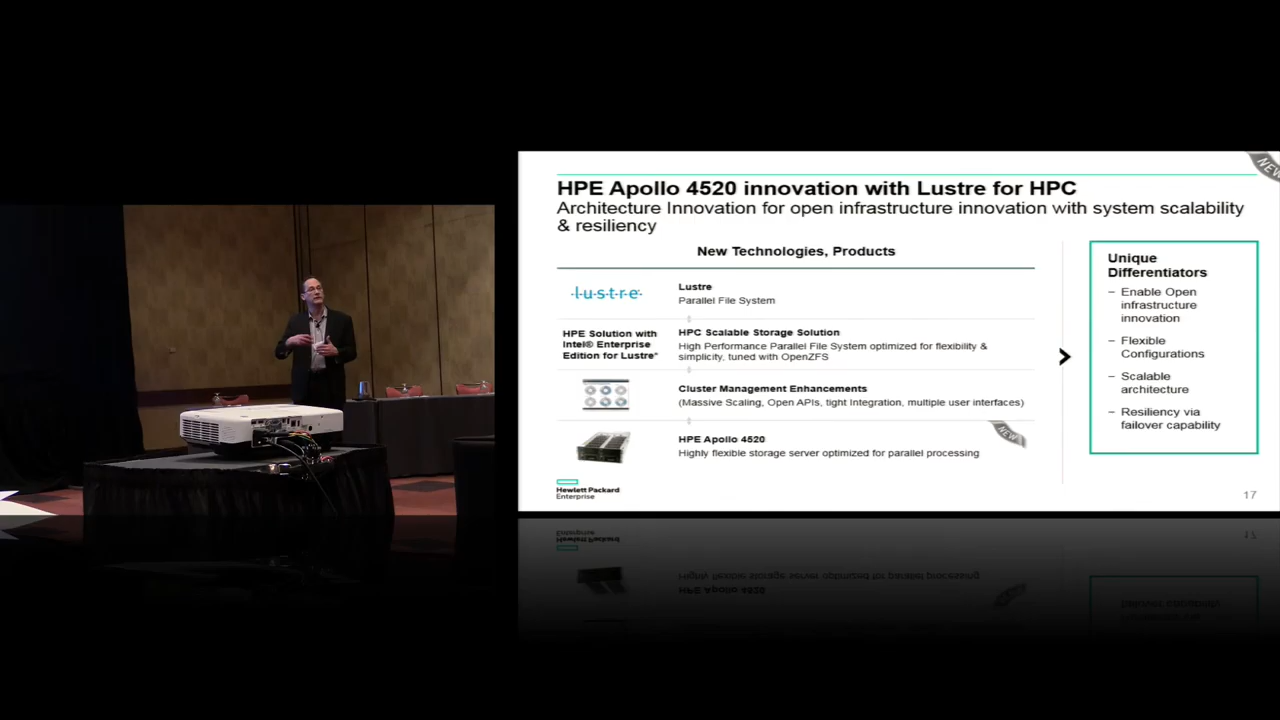 NEW
HPE Apollo 4520 innovation with Lustre for HPC
Architecture Innovation for open infrastructure innovation with system scalability
& resiliency
New Technologies, Products
·l·u·s·t·r·e·
Lustre
Parallel File System
HPE Solution with
Intel® Enterprise
Edition for Lustre*
HPC Scalable Storage Solution
High Performance Parallel File System optimized for flexibility &
simplicity, tuned with OpenZFS
Cluster Management Enhancements
(Massive Scaling, Open APIs, tight Integration, multiple user interfaces)
NEW
HPE Apollo 4520
Highly flexible storage server optimized for parallel processing
Unique
Differentiators
– Enable Open
infrastructure
innovation
– Flexible
Configurations
– Scalable
architecture
– Resiliency via
failover capability
Hewlett Packard
Enterprise
17